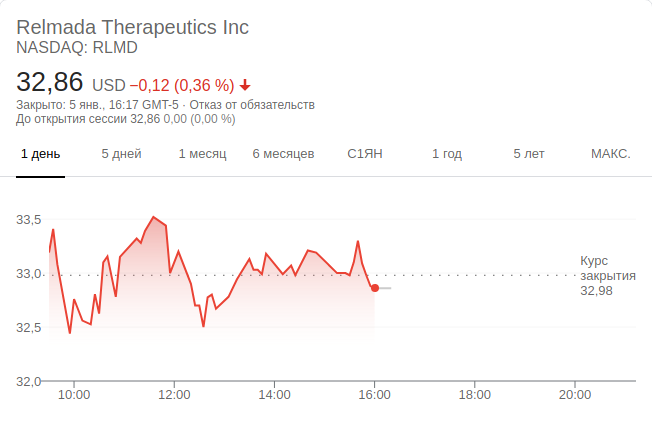 Relmada Therapeutics Inc
NASDAQ: RLMD
32,86 USD −0,12 (0,36 %)
Закрыто: 5 янв., 16:17 GMT-5 · Отказ от обязательств
До открытия сессии 32,86 0,00 (0,00 %)
1 день 5 дней 1 месяц 6 месяцев С1ЯН 1 год 5 лет МАКС.
33,5
33,0
32,5
32,0
Курс
закрытия
32,98
10:00 12:00 14:00 16:00 18:00 20:00